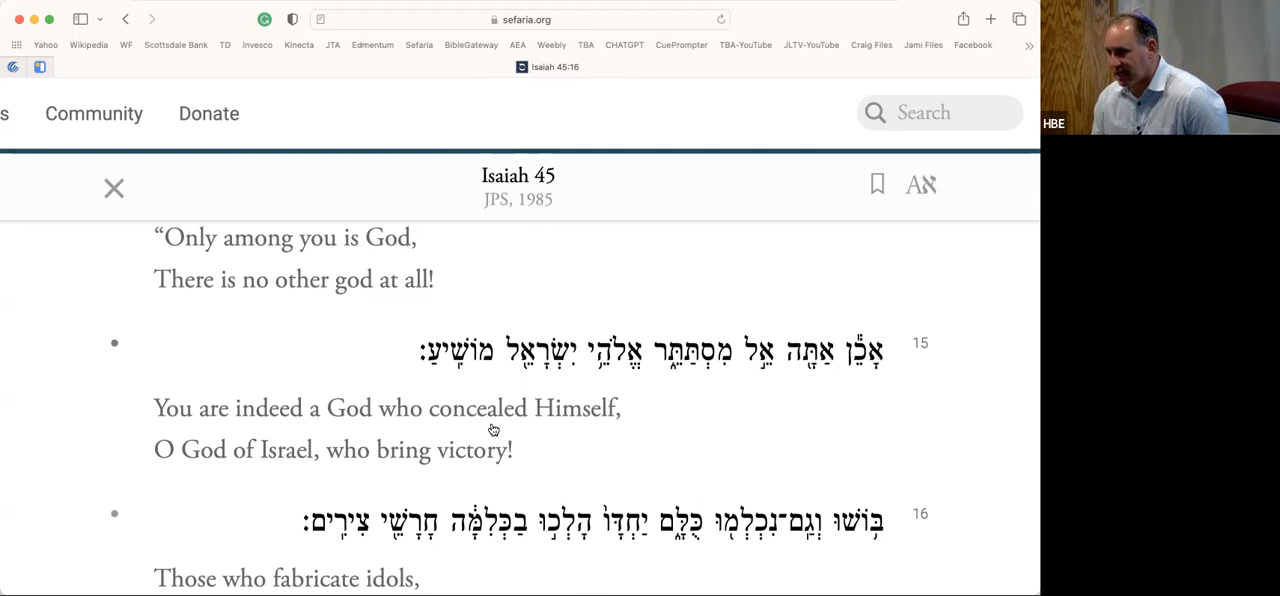 sefaria.org
Yahoo Wikipedia WF Scottsdale Bank TD Invesco Kinecta JTA Edmentum Sefaria BibleGateway AEA Weebly TBA CHATGPT CuePrompter TBA-YouTube JLTV-YouTube Craig Files Jami Files Facebook
Isaiah 45:16
s Community Donate Search
Isaiah 45
JPS, 1985
“Only among you is God,
There is no other god at all!
15
אָכֵ֕ן אַתָּ֖ה אֵ֣ל מִסְתַּתֵּ֑ר אֱלֹהֵ֥י יִשְׂרָאֵ֖ל מוֹשִֽׁיעַ׃
You are indeed a God who concealed Himself,
O God of Israel, who bring victory!
16
בּ֥וֹשׁוּ וְגַֽם־נִכְלְמ֖וּ כֻּלָּ֑ם יַחְדָּו֙ הָלְכ֣וּ בַכְּלִמָּ֔ה חָרָשֵׁ֖י צִירִֽים׃
Those who fabricate idols,
HBE